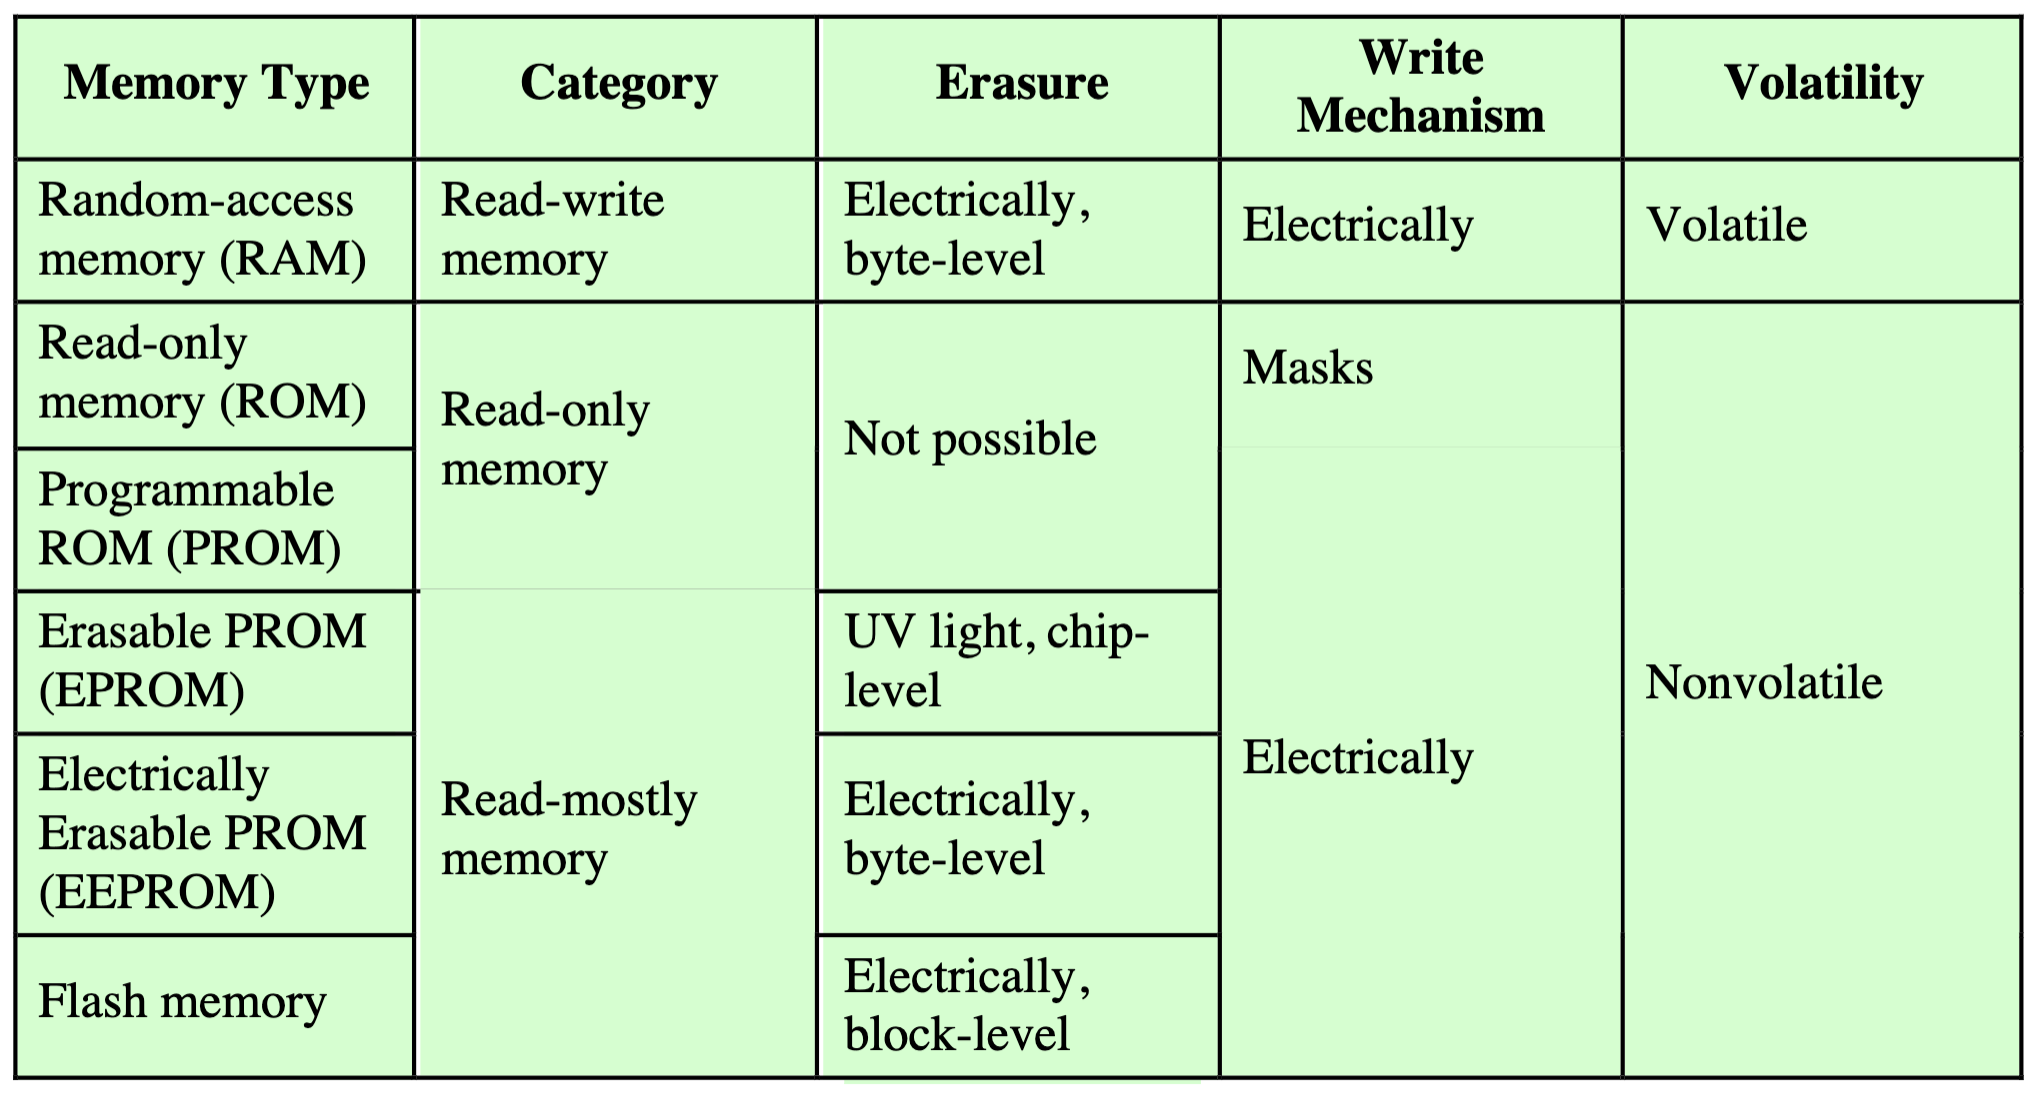 Memory Type
Category
Erasure
Write
Mechanism
Volatility
Random-access
memory (RAM)
Read-write
memory
Electrically,
byte-level
Electrically
Volatile
Read-only
memory (ROM)
Read-only
memory
Not possible
Masks
Nonvolatile
Programmable
ROM (PROM)
Electrically
Erasable PROM
(EPROM)
Read-mostly
memory
UV light, chip-
level
Electrically
Erasable PROM
(EEPROM)
Electrically,
byte-level
Flash memory
Electrically,
block-level